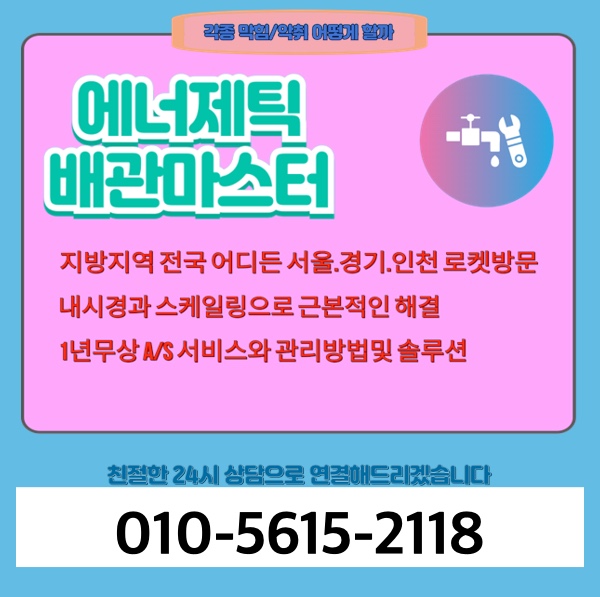 각종 막힘/악취 어떻게 할까
에너제틱
배관마스터
지방지역 전국 어디든 서울.경기.인천 로켓방문
내시경과 스케일링으로 근본적인 해결
1년무상 A/S 서비스와 관리방법및 솔루션
친절한 24시 상담으로 연결해드리겠습니다
010-5615-2118